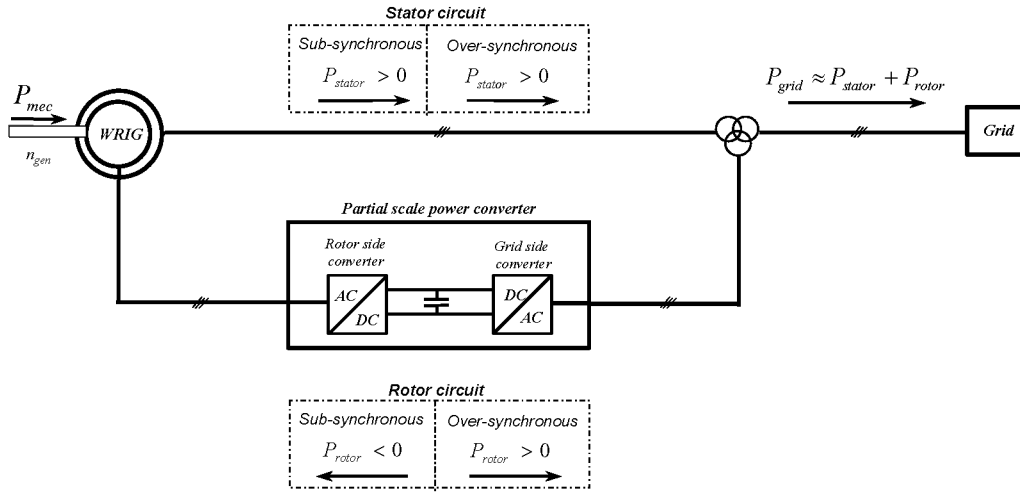 Stator circuit
Sub-synchronous
Over-synchronous
P_stator > 0
P_stator > 0
P_grid ≈ P_stator + P_rotor
P_mec
WRIG
n_gen
Grid
Partial scale power converter
Rotor side
converter
Grid side
converter
AC
DC
DC
AC
Rotor circuit
Sub-synchronous
Over-synchronous
P_rotor < 0
P_rotor > 0